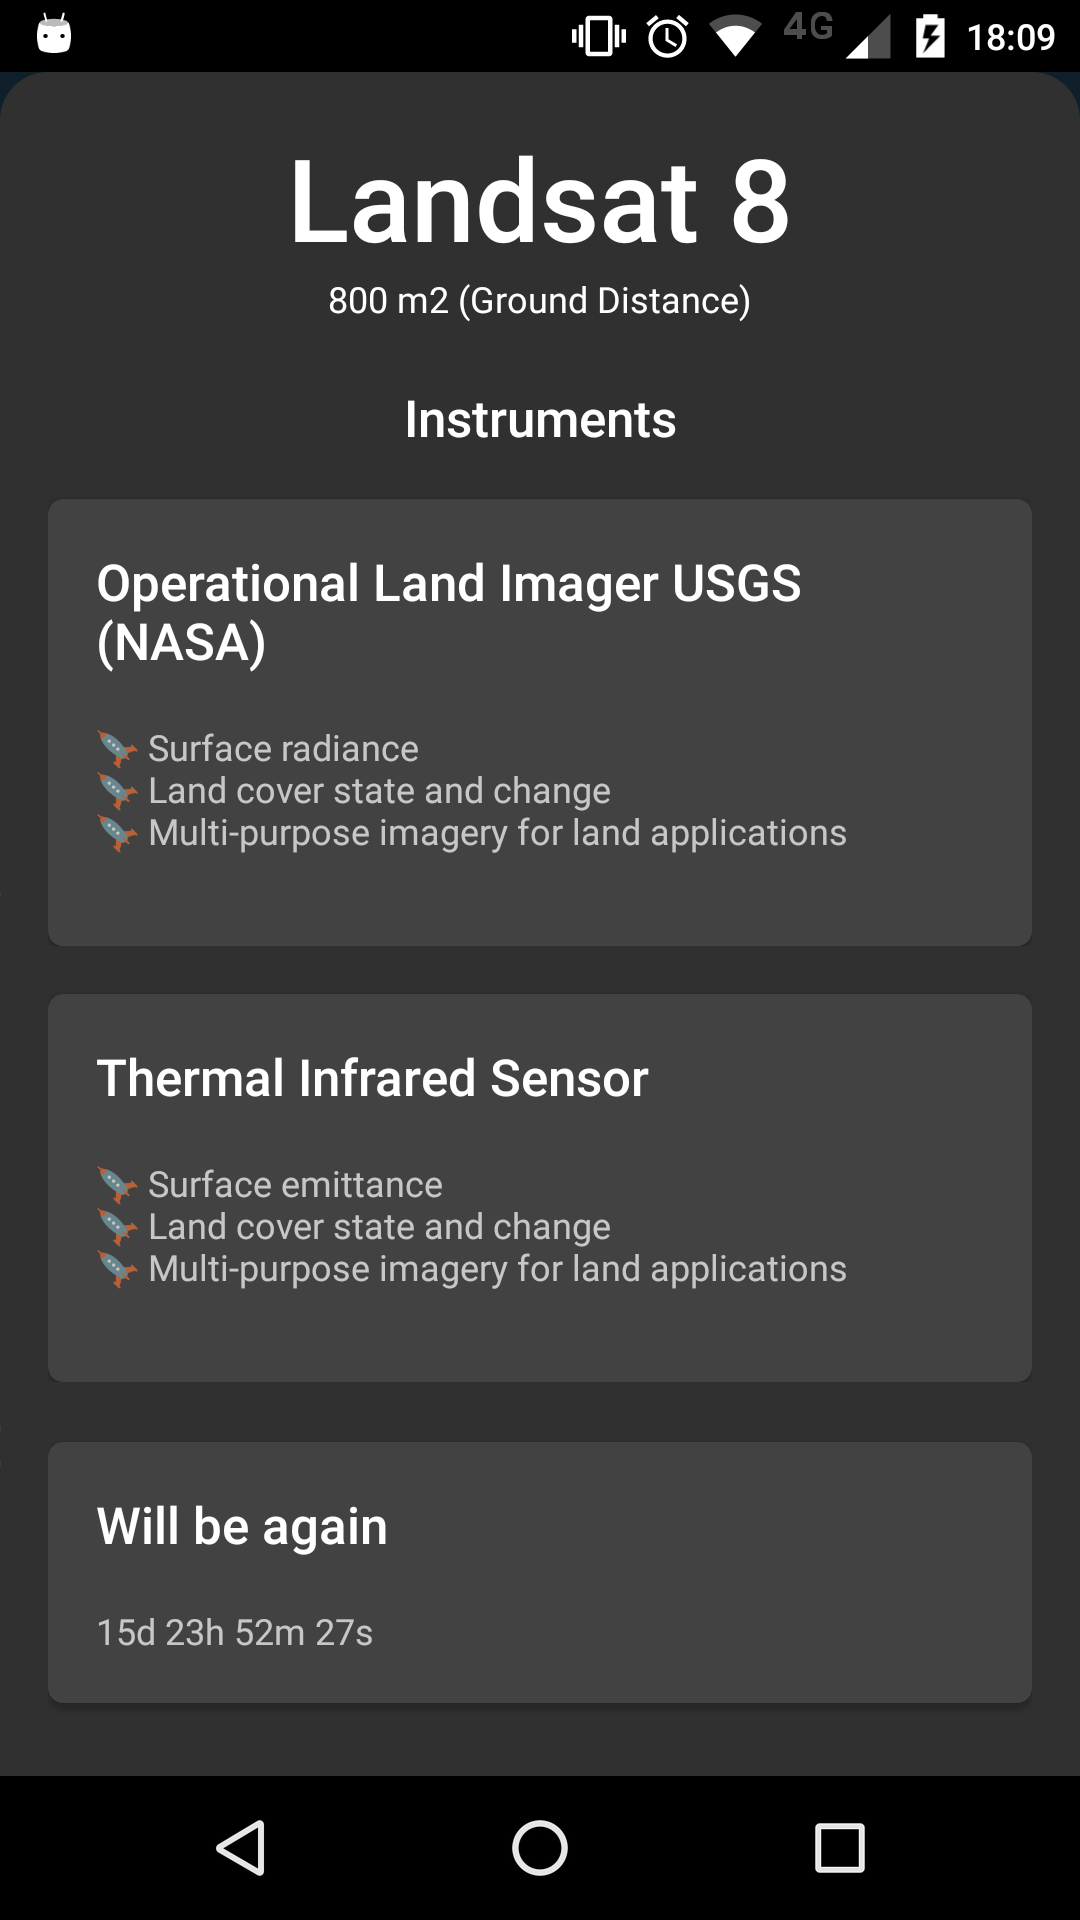 4G 18:09
Landsat 8
800 m2 (Ground Distance)
Instruments
Operational Land Imager USGS
(NASA)
Surface radiance
Land cover state and change
Multi-purpose imagery for land applications
Thermal Infrared Sensor
Surface emittance
Land cover state and change
Multi-purpose imagery for land applications
Will be again
15d 23h 52m 27s